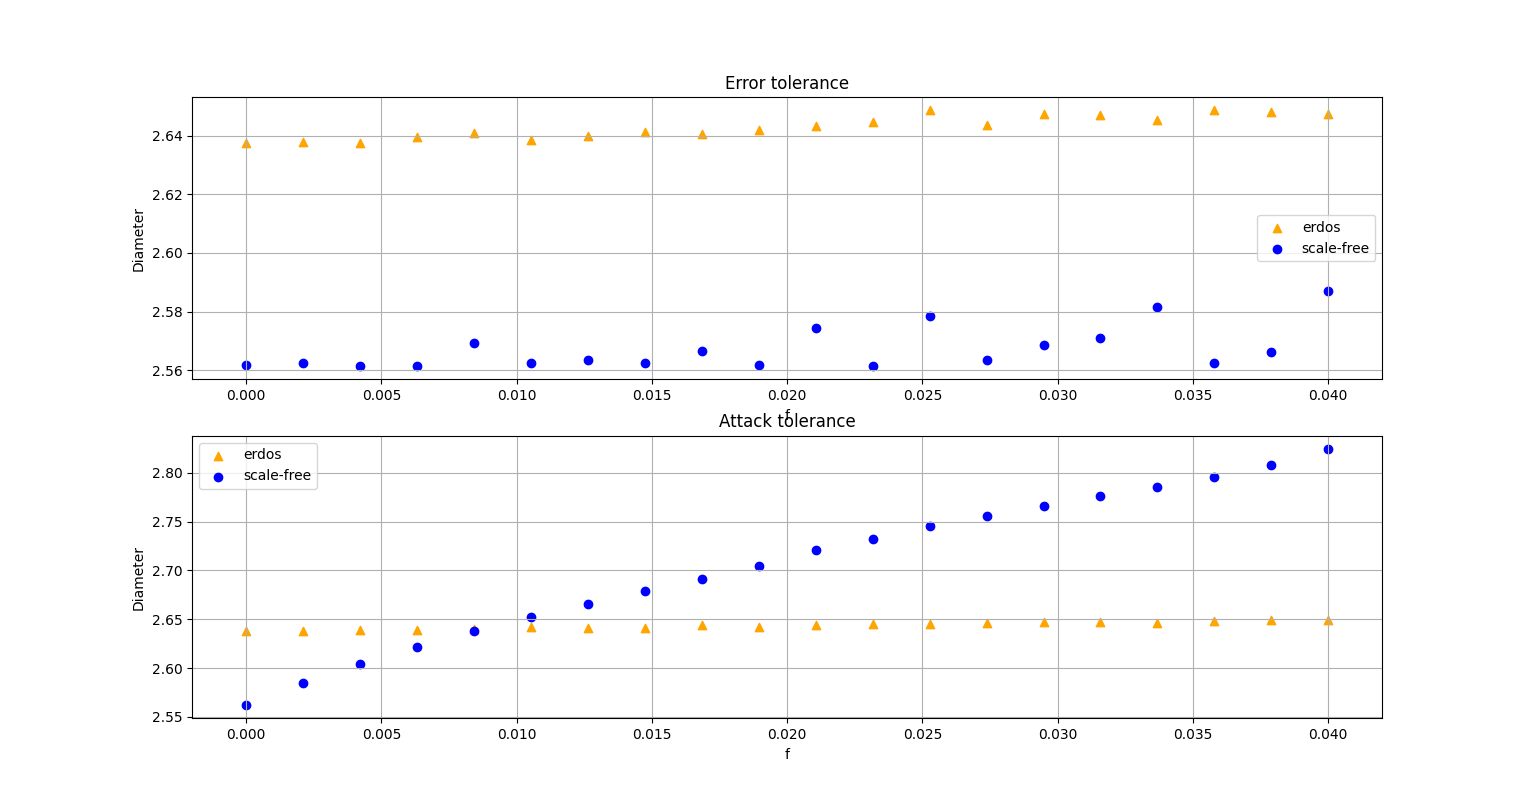 Error tolerance
2.64
2.62
2.60
2.58
2.56
Diameter
erdos
scale-free
0.000 0.005 0.010 0.015 0.020 0.025 0.030 0.035 0.040
f
Attack tolerance
erdos
scale-free
2.80
2.75
2.70
2.65
2.60
2.55
Diameter
0.000 0.005 0.010 0.015 0.020 0.025 0.030 0.035 0.040
f